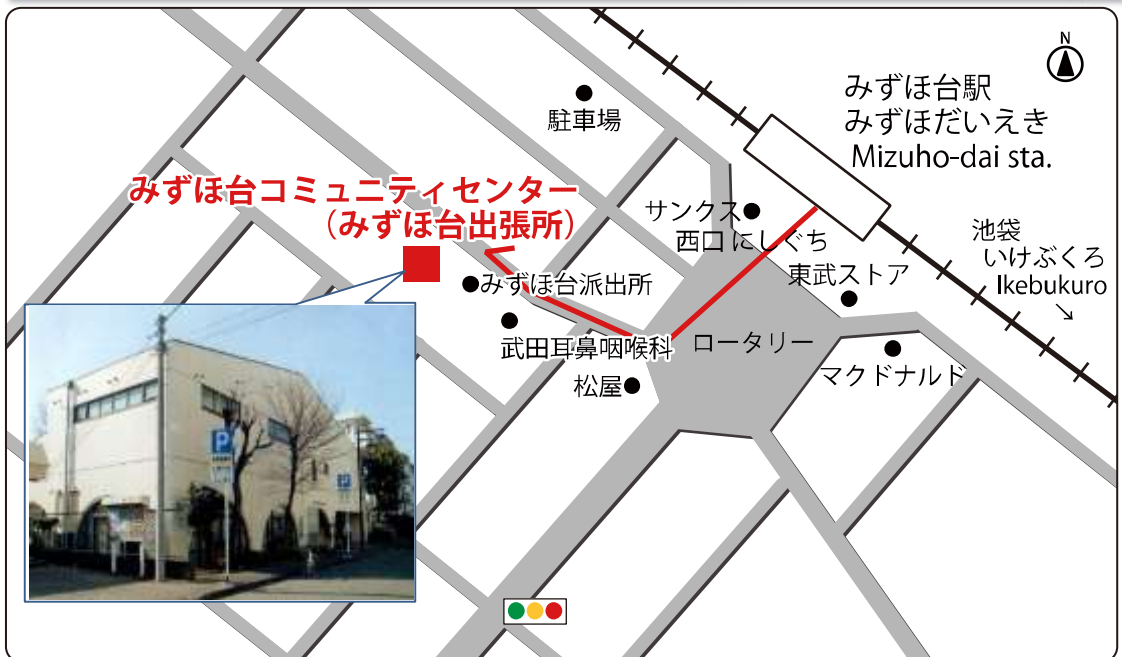 N
みずほ台駅
みずほだいえき
Mizuho-dai sta.
駐車場
みずほ台コミュニティセンター
(みずほ台出張所)
サンクス
西口 にしぐち
池袋
いけぶくろ
Ikebukuro
↘
東武ストア
みずほ台派出所
武田耳鼻咽喉科
ロータリー
松屋
マクドナルド
P
P